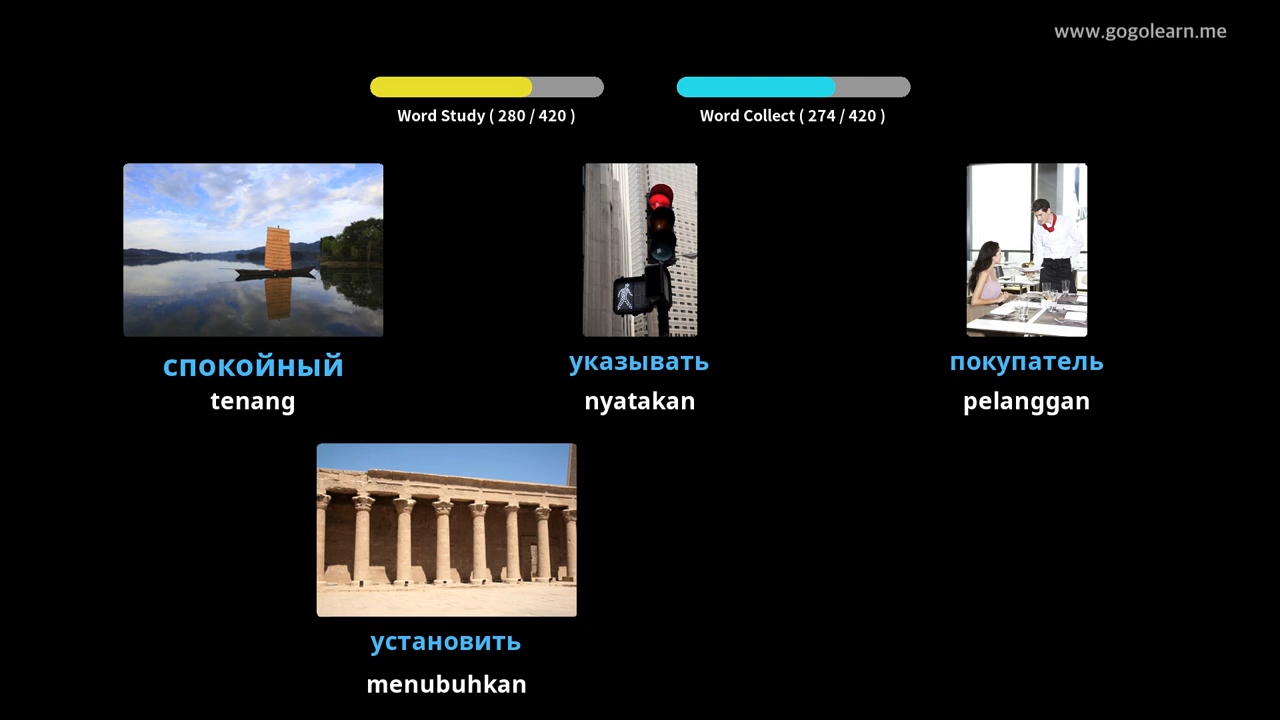 www.gogolearn.me
Word Study ( 280 / 420 )
Word Collect ( 274 / 420 )
спокойный
tenang
указывать
nyatakan
покупатель
pelanggan
установить
menubuhkan